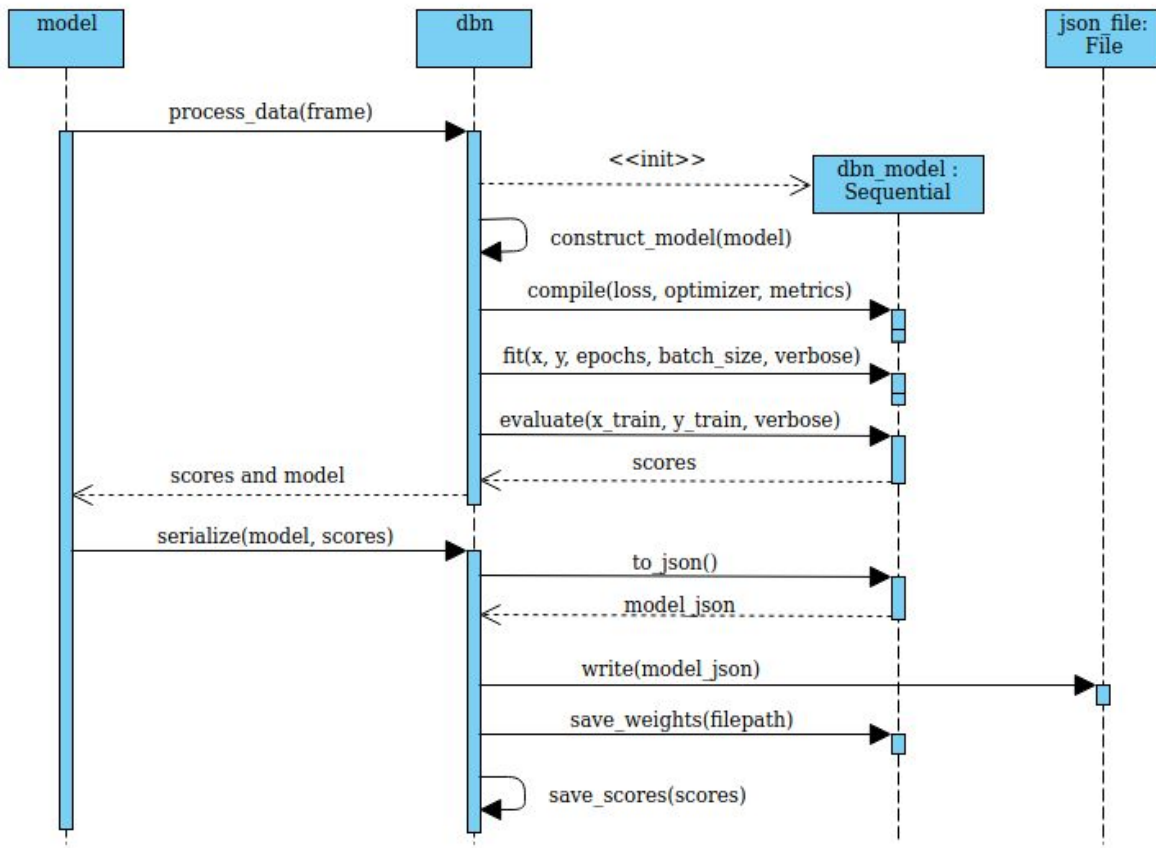 model
dbn
json_file:
File
process_data(frame)
<<init>>
dbn_model :
Sequential
construct_model(model)
compile(loss, optimizer, metrics)
fit(x, y, epochs, batch_size, verbose)
evaluate(x_train, y_train, verbose)
scores
scores and model
serialize(model, scores)
to_json()
model_json
write(model_json)
save_weights(filepath)
save_scores(scores)